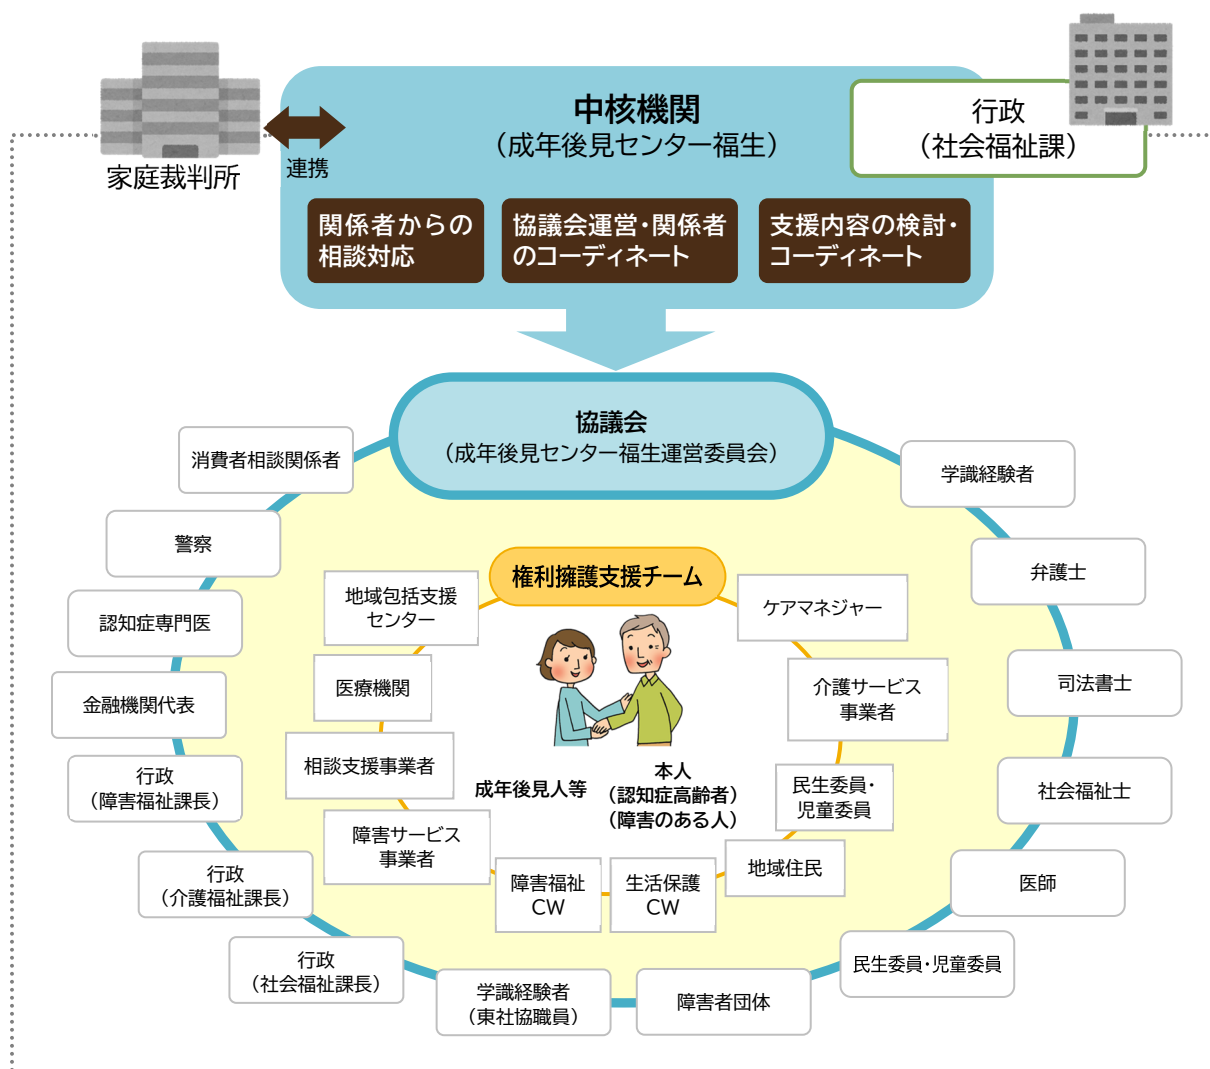 中核機関
（成年後見センター福生）
行政
（社会福祉課）
家庭裁判所
連携
関係者からの
相談対応
協議会運営・関係者
のコーディネート
支援内容の検討・
コーディネート
協議会
（成年後見センター福生運営委員会）
消費者相談関係者
警察
認知症専門医
金融機関代表
行政
（障害福祉課長）
行政
（介護福祉課長）
行政
（社会福祉課長）
学識経験者
（東社協職員）
障害者団体
民生委員・児童委員
医師
社会福祉士
司法書士
弁護士
学識経験者
権利擁護支援チーム
地域包括支援
センター
医療機関
相談支援事業者
障害サービス
事業者
障害福祉
CW
生活保護
CW
地域住民
民生委員・
児童委員
介護サービス
事業者
ケアマネジャー
成年後見人等
本人
（認知症高齢者）
（障害のある人）